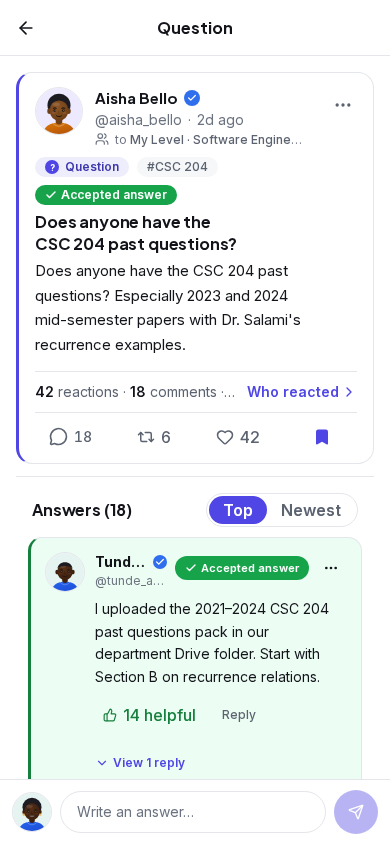 Question
Aisha Bello
@aisha_bello · 2d ago
to My Level · Software Engine…
? Question
#CSC 204
Accepted answer
Does anyone have the
CSC 204 past questions?
Does anyone have the CSC 204 past
questions? Especially 2023 and 2024
mid-semester papers with Dr. Salami's
recurrence examples.
42 reactions · 18 comments ·…
Who reacted
18
6
42
Answers (18)
Top
Newest
Tund…
Accepted answer
@tunde_a…
I uploaded the 2021–2024 CSC 204
past questions pack in our
department Drive folder. Start with
Section B on recurrence relations.
14 helpful
Reply
View 1 reply
Write an answer…